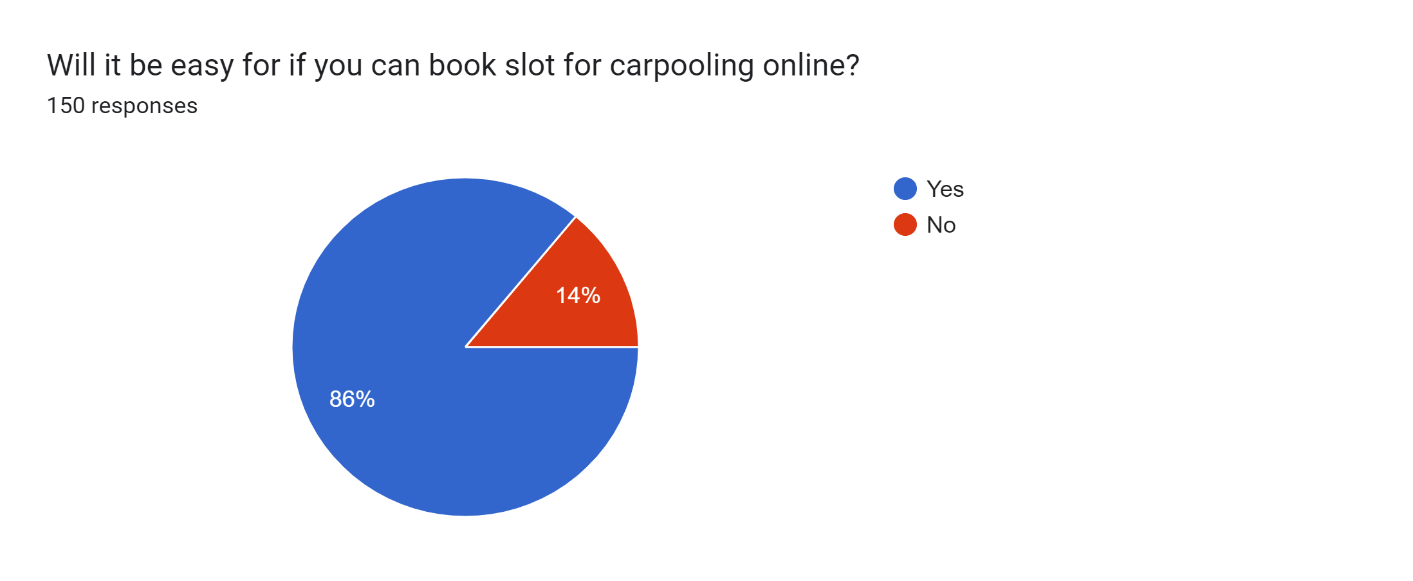 Will it be easy for if you can book slot for carpooling online?
150 responses
Yes
No
14%
86%